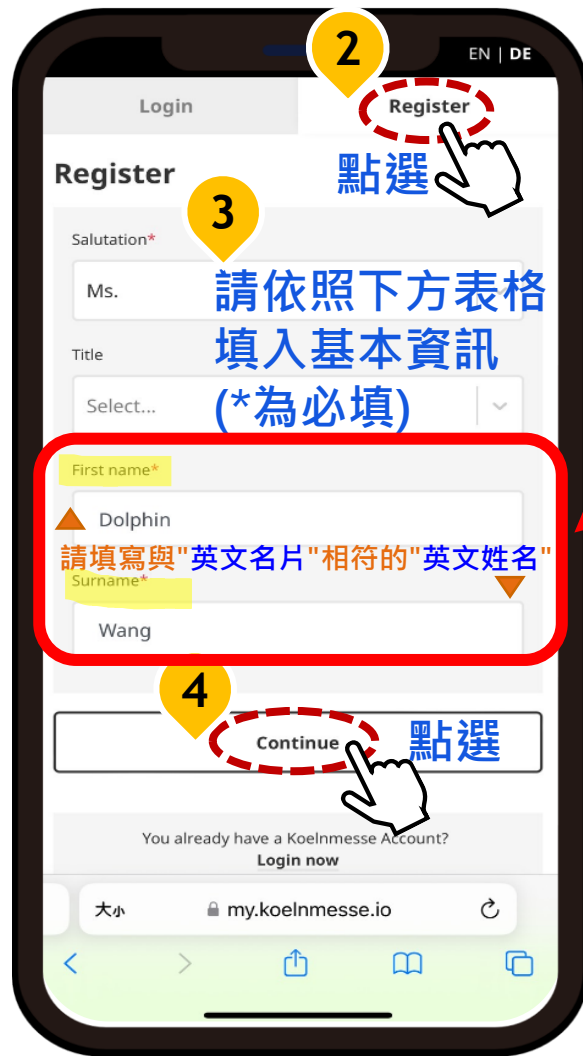 2
EN | DE
Login
Register
Register
點選
3
Salutation*
Ms.
請依照下方表格
填入基本資訊
Title
Select...
(*為必填)
First name*
Dolphin
請填寫與"英文名片"相符的"英文姓名"
Surname*
Wang
4
Continue
點選
You already have a Koelnmesse Account?
Login now
大小
my.koelnmesse.io